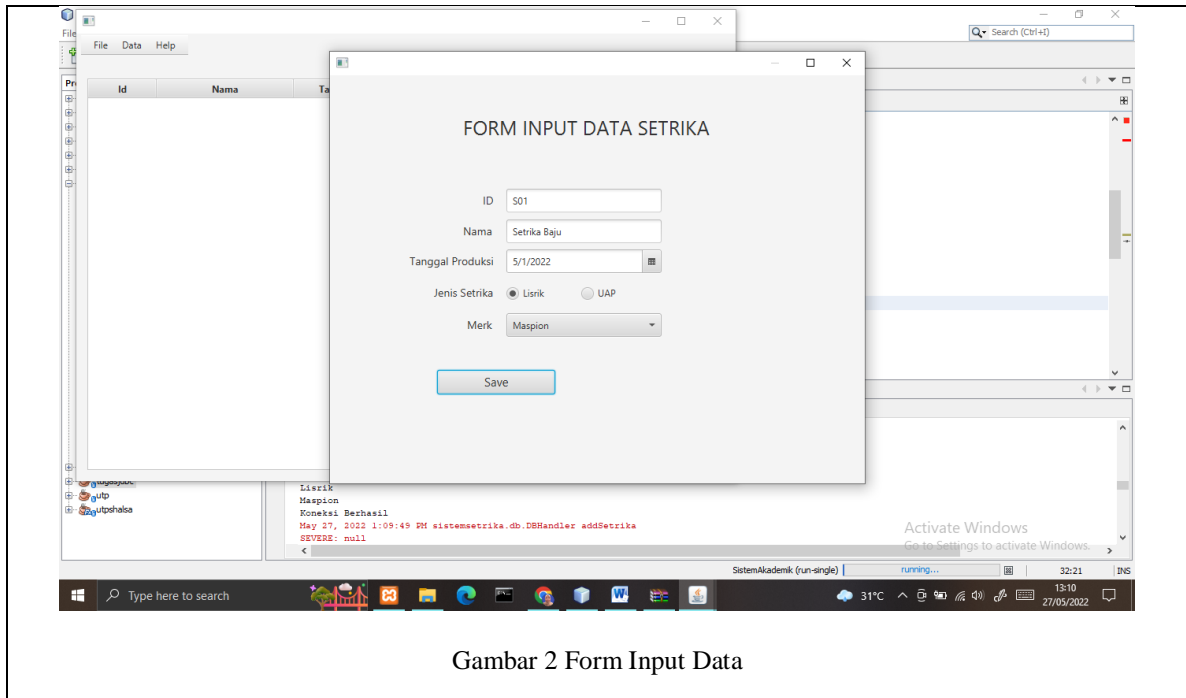 File
Search (Ctrl+I)
File Data Help
Id Nama Ta
FORM INPUT DATA SETRIKA
ID S01
Nama Setrika Baju
Tanggal Produksi 5/1/2022
Jenis Setrika Lisrik UAP
Merk Maspion
Save
Pr
tugasjdbc
utp
utpshalsa
Lisrik
Maspion
Koneksi Berhasil
May 27, 2022 1:09:49 PM sistemsetrika.db.DBHandler addSetrika
SEVERE: null
Activate Windows
Go to Settings to activate Windows.
SistemAkademik (run-single) running... 32:21 INS
Type here to search
31°C
13:10
27/05/2022
Gambar 2 Form Input Data